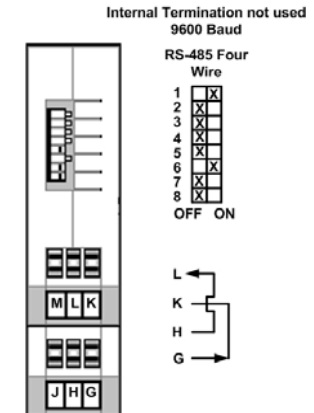 Internal Termination not used
9600 Baud
RS-485 Four
Wire
1 X
2 X
3 X
4 X
5 X
6 X
7 X
8 X
OFF ON
M L K
J H G
L
K
H
G